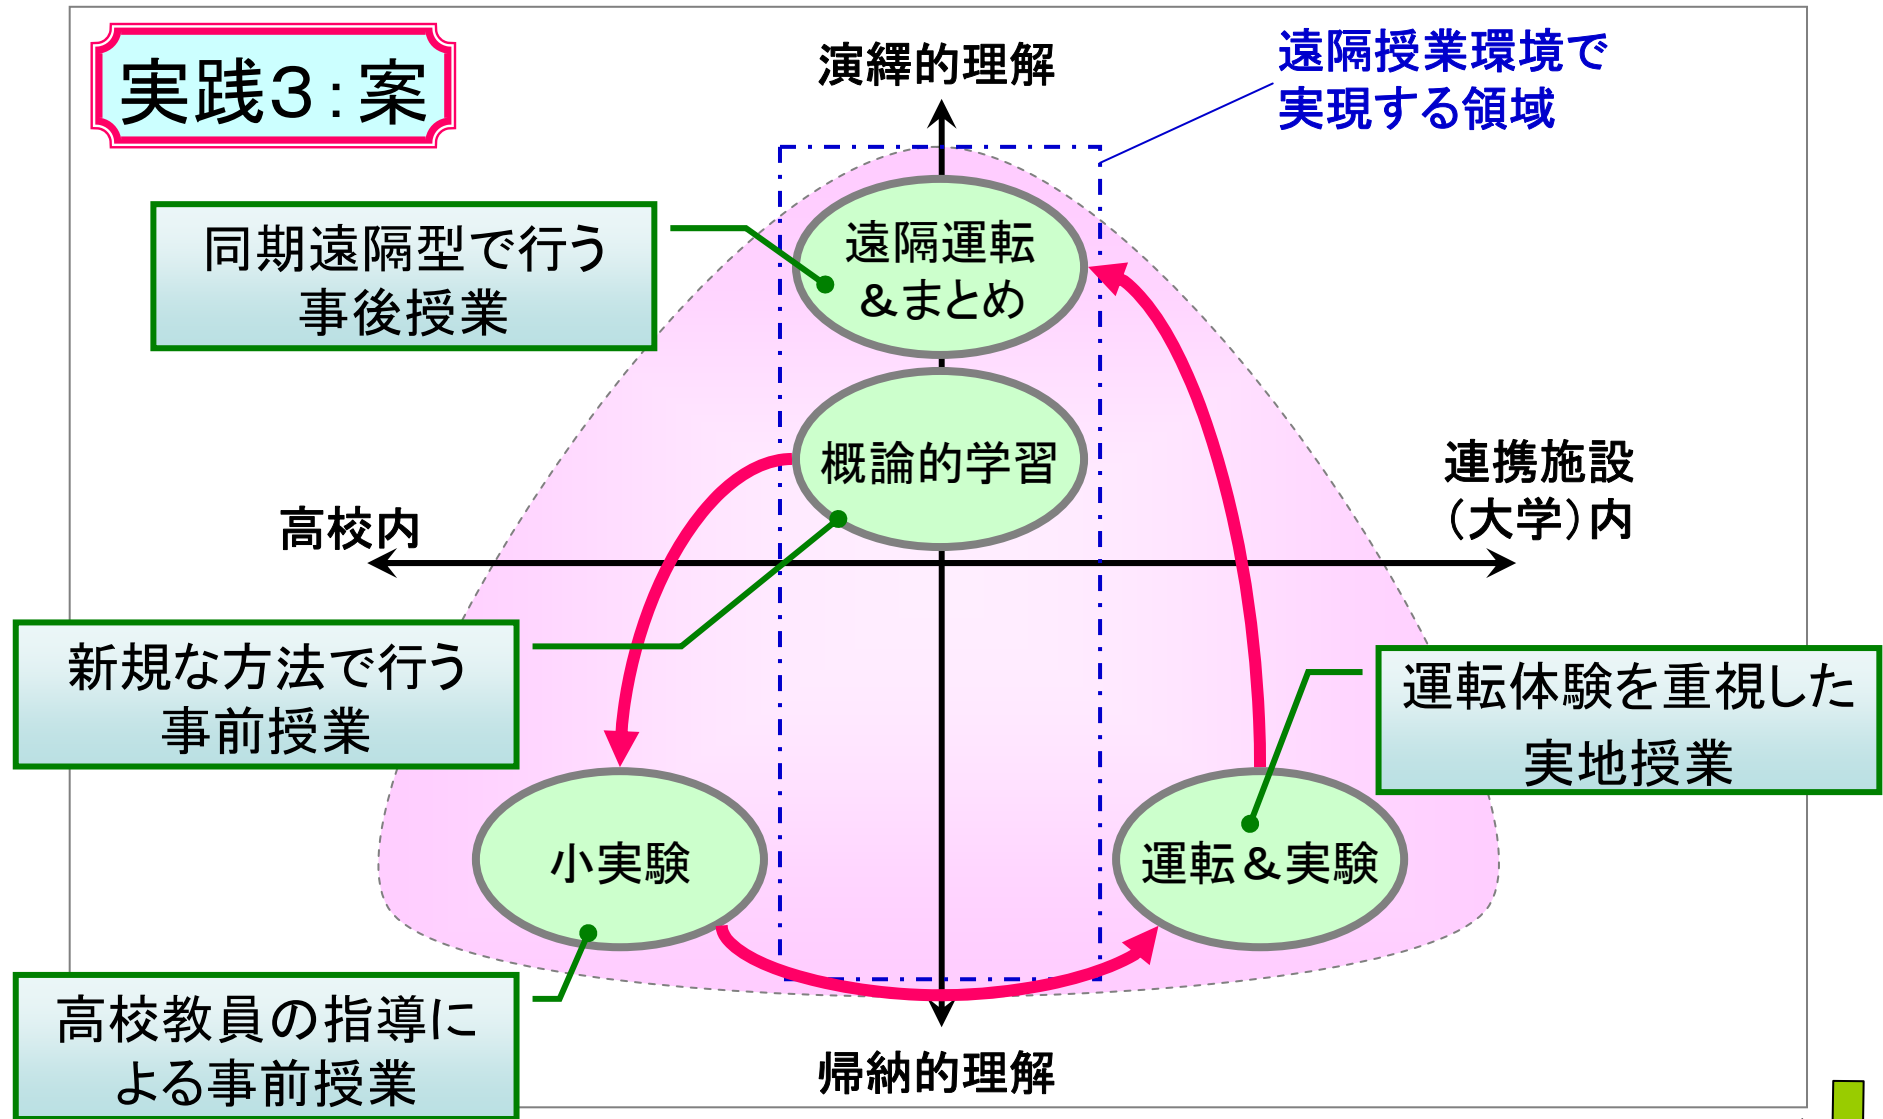 実践３：案
演繹的理解
遠隔授業環境で
実現する領域
同期遠隔型で行う
事後授業
遠隔運転
＆まとめ
概論的学習
高校内
連携施設
（大学）内
新規な方法で行う
事前授業
運転体験を重視した
実地授業
小実験
運転＆実験
高校教員の指導に
よる事前授業
帰納的理解